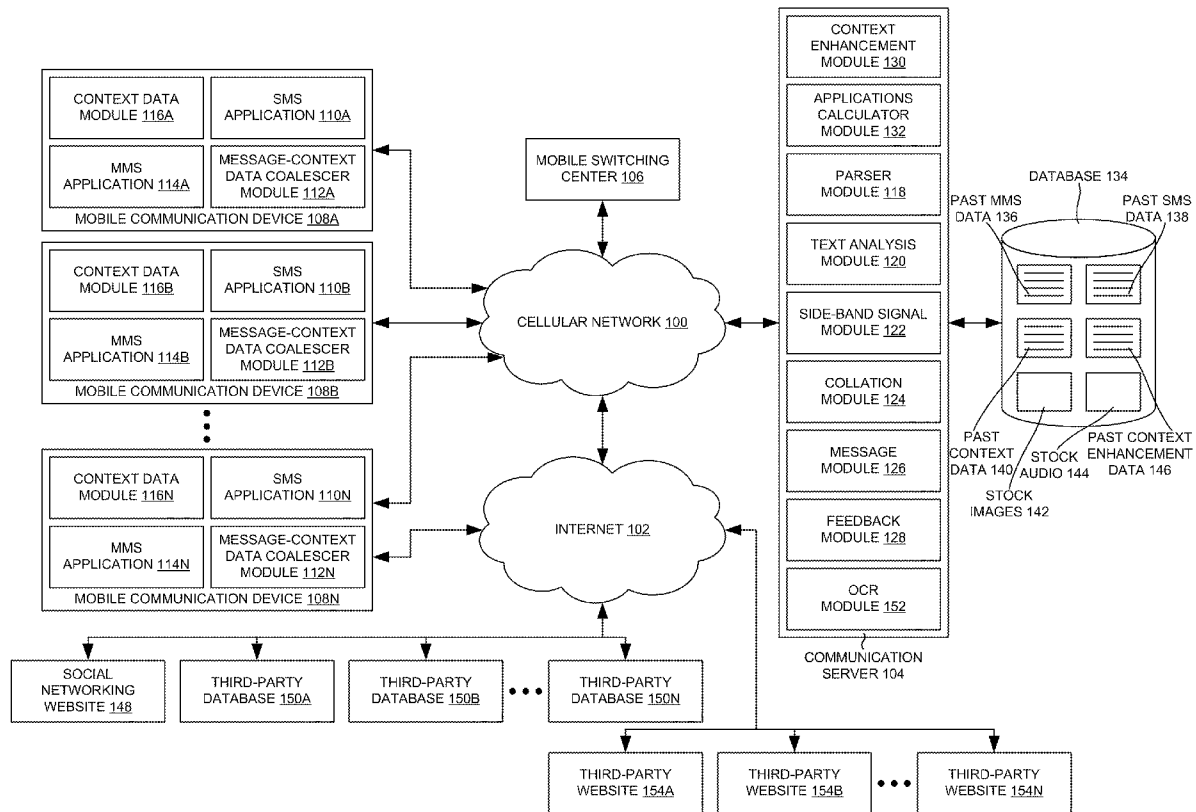 CONTEXT DATA
MODULE 116A
SMS
APPLICATION 110A
MMS
APPLICATION 114A
MESSAGE-CONTEXT
DATA COALESCER
MODULE 112A
MOBILE COMMUNICATION DEVICE 108A
CONTEXT DATA
MODULE 116B
SMS
APPLICATION 110B
MMS
APPLICATION 114B
MESSAGE-CONTEXT
DATA COALESCER
MODULE 112B
MOBILE COMMUNICATION DEVICE 108B
CONTEXT DATA
MODULE 116N
SMS
APPLICATION 110N
MMS
APPLICATION 114N
MESSAGE-CONTEXT
DATA COALESCER
MODULE 112N
MOBILE COMMUNICATION DEVICE 108N
MOBILE SWITCHING
CENTER 106
CELLULAR NETWORK 100
INTERNET 102
CONTEXT
ENHANCEMENT
MODULE 130
APPLICATIONS
CALCULATOR
MODULE 132
PARSER
MODULE 118
TEXT ANALYSIS
MODULE 120
SIDE-BAND SIGNAL
MODULE 122
COLLATION
MODULE 124
MESSAGE
MODULE 126
FEEDBACK
MODULE 128
OCR
MODULE 152
COMMUNICATION
SERVER 104
DATABASE 134
PAST MMS
DATA 136
PAST SMS
DATA 138
PAST
CONTEXT
DATA 140
STOCK
IMAGES 142
STOCK
AUDIO 144
PAST CONTEXT
ENHANCEMENT
DATA 146
SOCIAL
NETWORKING
WEBSITE 148
THIRD-PARTY
DATABASE 150A
THIRD-PARTY
DATABASE 150B
THIRD-PARTY
DATABASE 150N
THIRD-PARTY
WEBSITE 154A
THIRD-PARTY
WEBSITE 154B
THIRD-PARTY
WEBSITE 154N